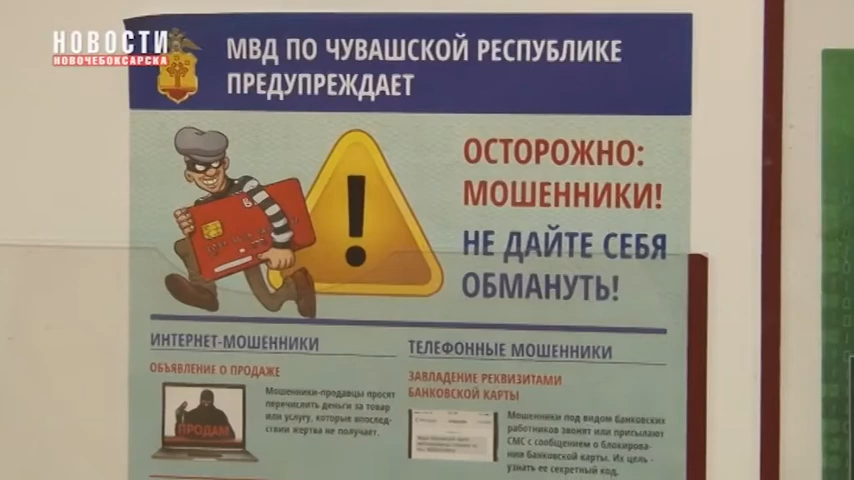 НОВОСТИ
НОВОЧЕБОКСАРСКА
МВД ПО ЧУВАШСКОЙ РЕСПУБЛИКЕ
ПРЕДУПРЕЖДАЕТ
ОСТОРОЖНО:
МОШЕННИКИ!
НЕ ДАЙТЕ СЕБЯ
ОБМАНУТЬ!
ИНТЕРНЕТ-МОШЕННИКИ
ОБЪЯВЛЕНИЕ О ПРОДАЖЕ
ПРОДАМ
Мошенники-продавцы просят
перечислить деньги за товар
или услугу, которые впослед-
ствии жертва не получает.
ТЕЛЕФОННЫЕ МОШЕННИКИ
ЗАВЛАДЕНИЕ РЕКВИЗИТАМИ
БАНКОВСКОЙ КАРТЫ
Мошенники под видом банковских
работников звонят или присылают
СМС с сообщением о блокирова-
нии банковской карты. Их цель -
узнать ее секретный код.